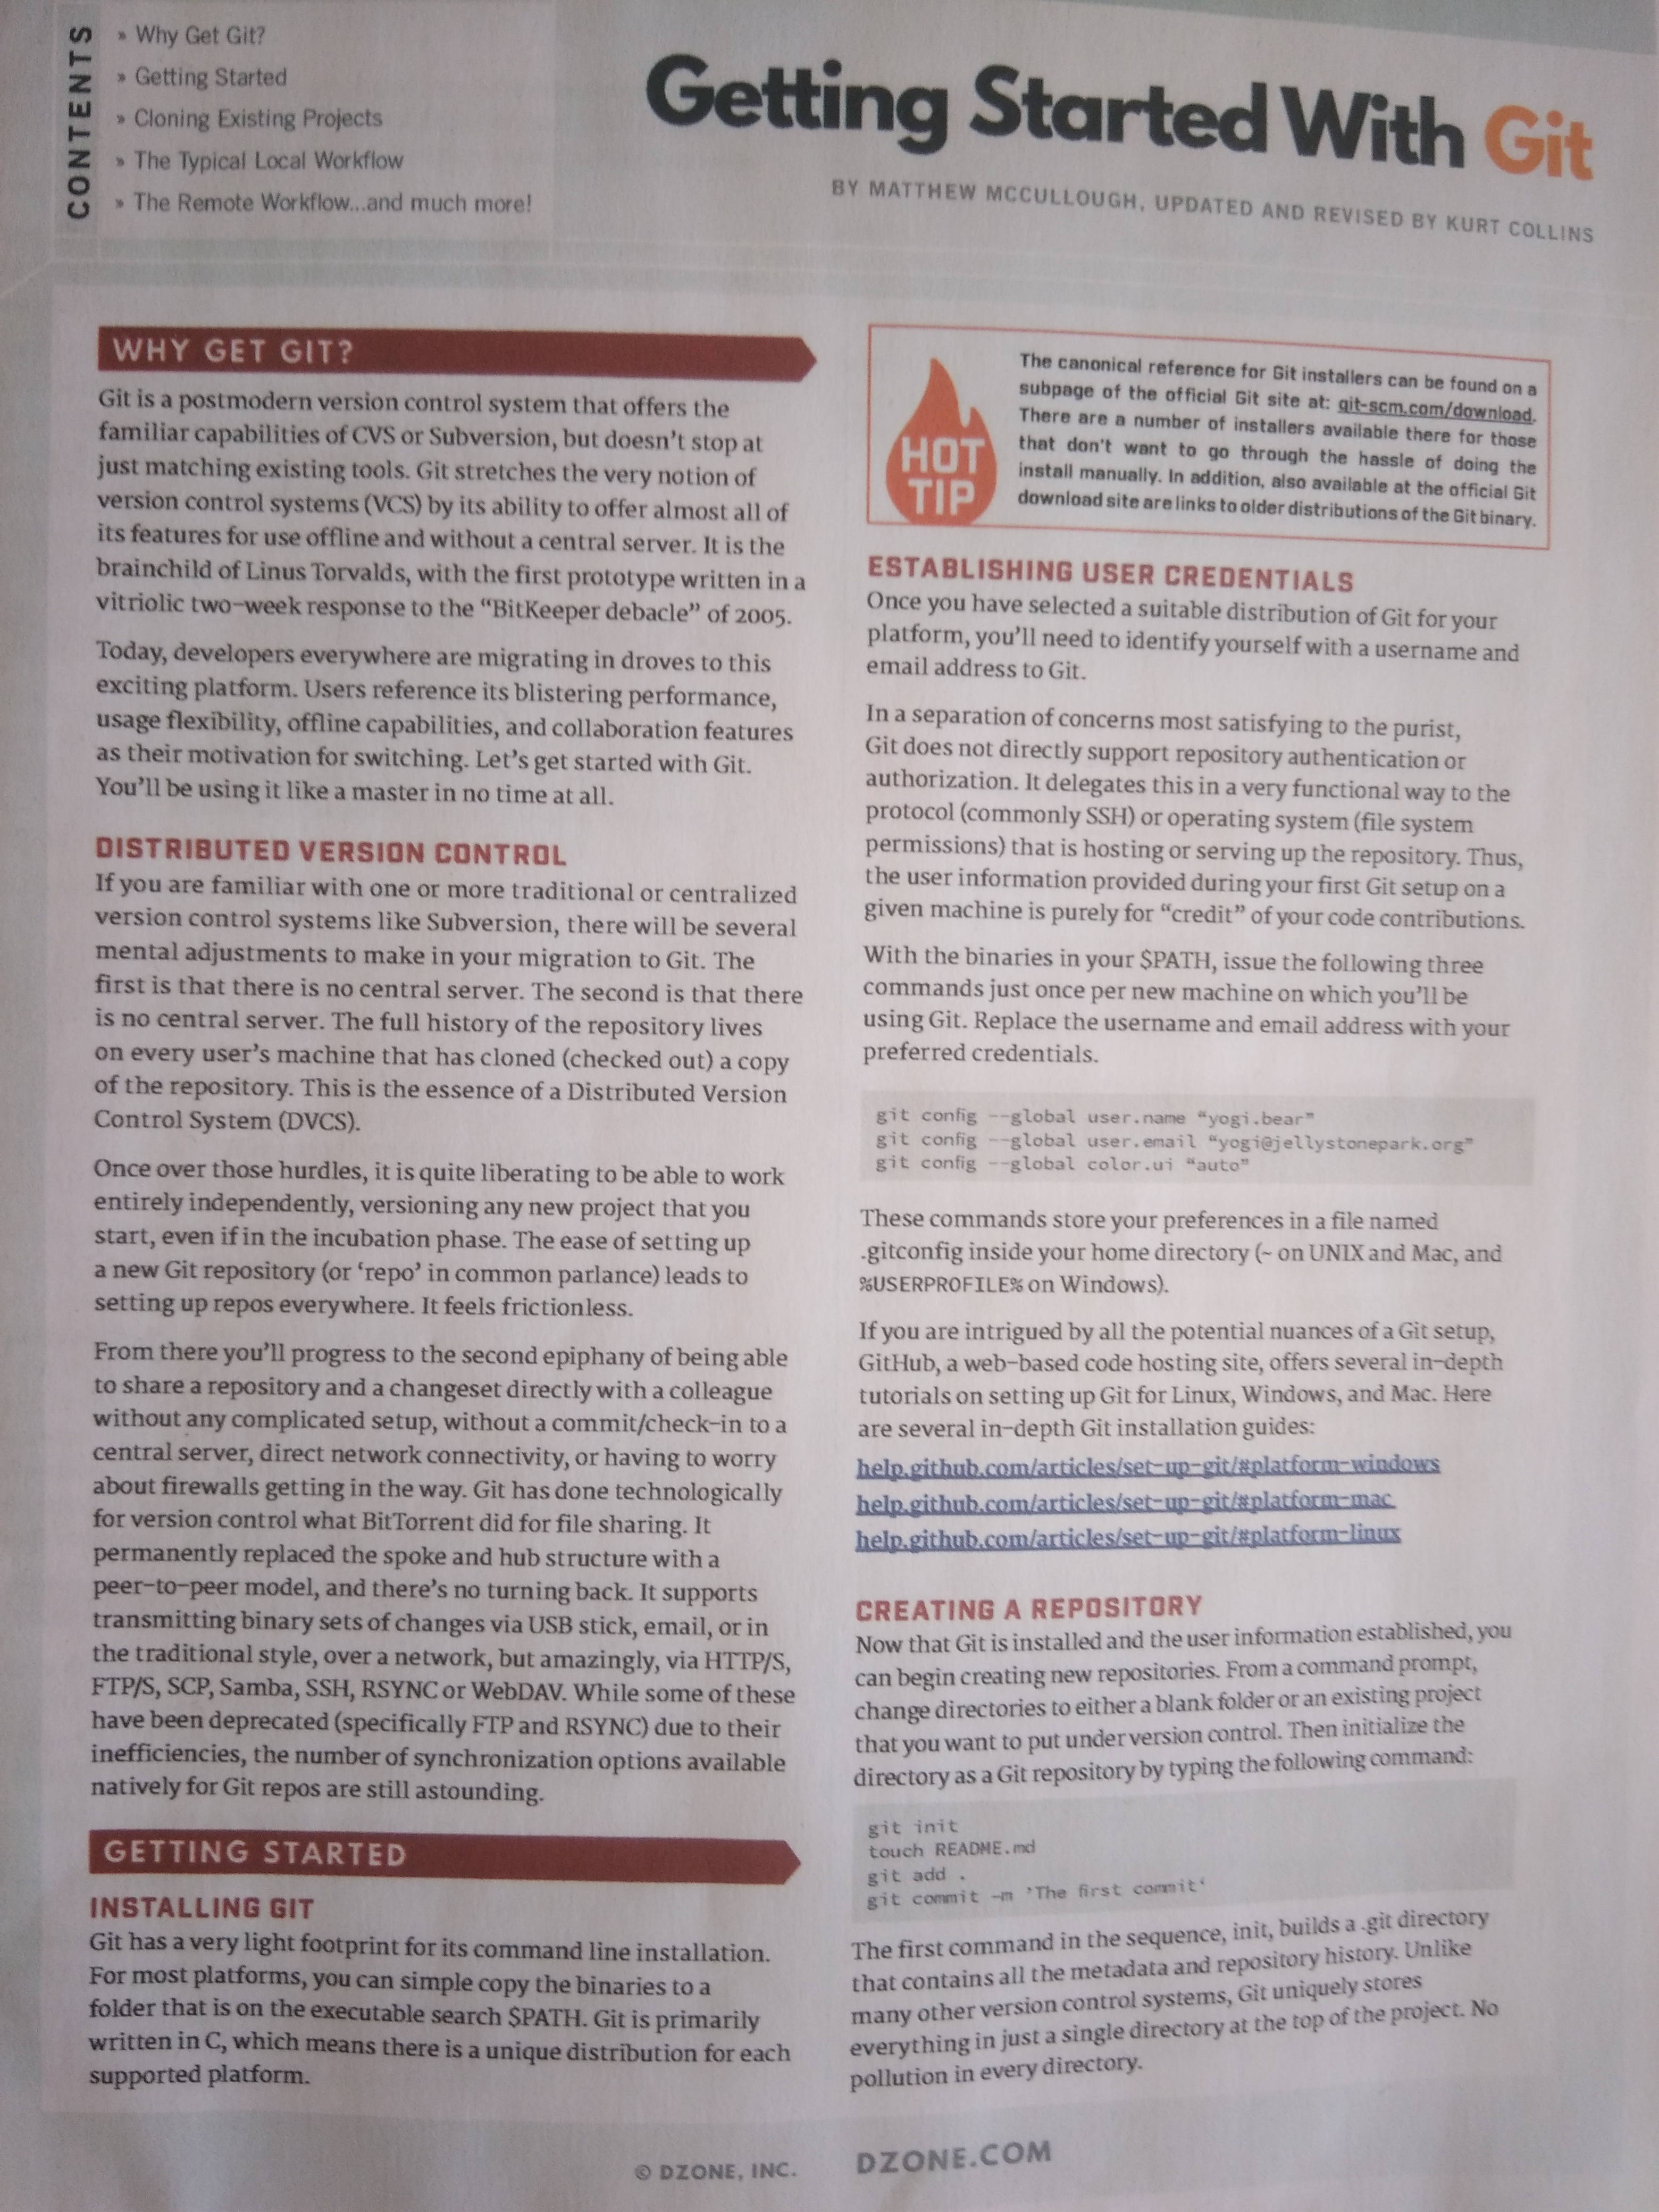 CONTENTS
» Why Get Git?
» Getting Started
» Cloning Existing Projects
» The Typical Local Workflow
» The Remote Workflow...and much more!
Getting Started With Git
BY MATTHEW MCCULLOUGH, UPDATED AND REVISED BY KURT COLLINS
WHY GET GIT?
Git is a postmodern version control system that offers the
familiar capabilities of CVS or Subversion, but doesn't stop at
just matching existing tools. Git stretches the very notion of
version control systems (VCS) by its ability to offer almost all of
its features for use offline and without a central server. It is the
brainchild of Linus Torvalds, with the first prototype written in a
vitriolic two-week response to the “BitKeeper debacle” of 2005.
Today, developers everywhere are migrating in droves to this
exciting platform. Users reference its blistering performance,
usage flexibility, offline capabilities, and collaboration features
as their motivation for switching. Let's get started with Git.
You'll be using it like a master in no time at all.
DISTRIBUTED VERSION CONTROL
If you are familiar with one or more traditional or centralized
version control systems like Subversion, there will be several
mental adjustments to make in your migration to Git. The
first is that there is no central server. The second is that there
is no central server. The full history of the repository lives
on every user's machine that has cloned (checked out) a copy
of the repository. This is the essence of a Distributed Version
Control System (DVCS).
Once over those hurdles, it is quite liberating to be able to work
entirely independently, versioning any new project that you
start, even if in the incubation phase. The ease of setting up
a new Git repository (or ‘repo’ in common parlance) leads to
setting up repos everywhere. It feels frictionless.
From there you'll progress to the second epiphany of being able
to share a repository and a changeset directly with a colleague
without any complicated setup, without a commit/check-in to a
central server, direct network connectivity, or having to worry
about firewalls getting in the way. Git has done technologically
for version control what BitTorrent did for file sharing. It
permanently replaced the spoke and hub structure with a
peer-to-peer model, and there's no turning back. It supports
transmitting binary sets of changes via USB stick, email, or in
the traditional style, over a network, but amazingly, via HTTP/S,
FTP/S, SCP, Samba, SSH, RSYNC or WebDAV. While some of these
have been deprecated (specifically FTP and RSYNC) due to their
inefficiencies, the number of synchronization options available
natively for Git repos are still astounding.
GETTING STARTED
INSTALLING GIT
Git has a very light footprint for its command line installation.
For most platforms, you can simple copy the binaries to a
folder that is on the executable search $PATH. Git is primarily
written in C, which means there is a unique distribution for each
supported platform.
HOT
TIP
The canonical reference for Git installers can be found on a
subpage of the official Git site at: git-scm.com/download.
There are a number of installers available there for those
that don't want to go through the hassle of doing the
install manually. In addition, also available at the official Git
download site are links to older distributions of the Git binary.
ESTABLISHING USER CREDENTIALS
Once you have selected a suitable distribution of Git for your
platform, you'll need to identify yourself with a username and
email address to Git.
In a separation of concerns most satisfying to the purist,
Git does not directly support repository authentication or
authorization. It delegates this in a very functional way to the
protocol (commonly SSH) or operating system (file system
permissions) that is hosting or serving up the repository. Thus,
the user information provided during your first Git setup on a
given machine is purely for “credit” of your code contributions.
With the binaries in your $PATH, issue the following three
commands just once per new machine on which you'll be
using Git. Replace the username and email address with your
preferred credentials.
git config --global user.name “yogi.bear”
git config --global user.email “yogi@jellystonepark.org”
git config --global color.ui “auto”
These commands store your preferences in a file named
.gitconfig inside your home directory (~ on UNIX and Mac, and
%USERPROFILE% on Windows).
If you are intrigued by all the potential nuances of a Git setup,
GitHub, a web-based code hosting site, offers several in-depth
tutorials on setting up Git for Linux, Windows, and Mac. Here
are several in-depth Git installation guides:
help.github.com/articles/set-up-git/#platform-windows
help.github.com/articles/set-up-git/#platform-mac
help.github.com/articles/set-up-git/#platform-linux
CREATING A REPOSITORY
Now that Git is installed and the user information established, you
can begin creating new repositories. From a command prompt,
change directories to either a blank folder or an existing project
that you want to put under version control. Then initialize the
directory as a Git repository by typing the following command:
git init
touch README.md
git add .
git commit -m ’The first commit‘
The first command in the sequence, init, builds a .git directory
that contains all the metadata and repository history. Unlike
many other version control systems, Git uniquely stores
everything in just a single directory at the top of the project. No
pollution in every directory.
© DZONE, INC.
DZONE.COM